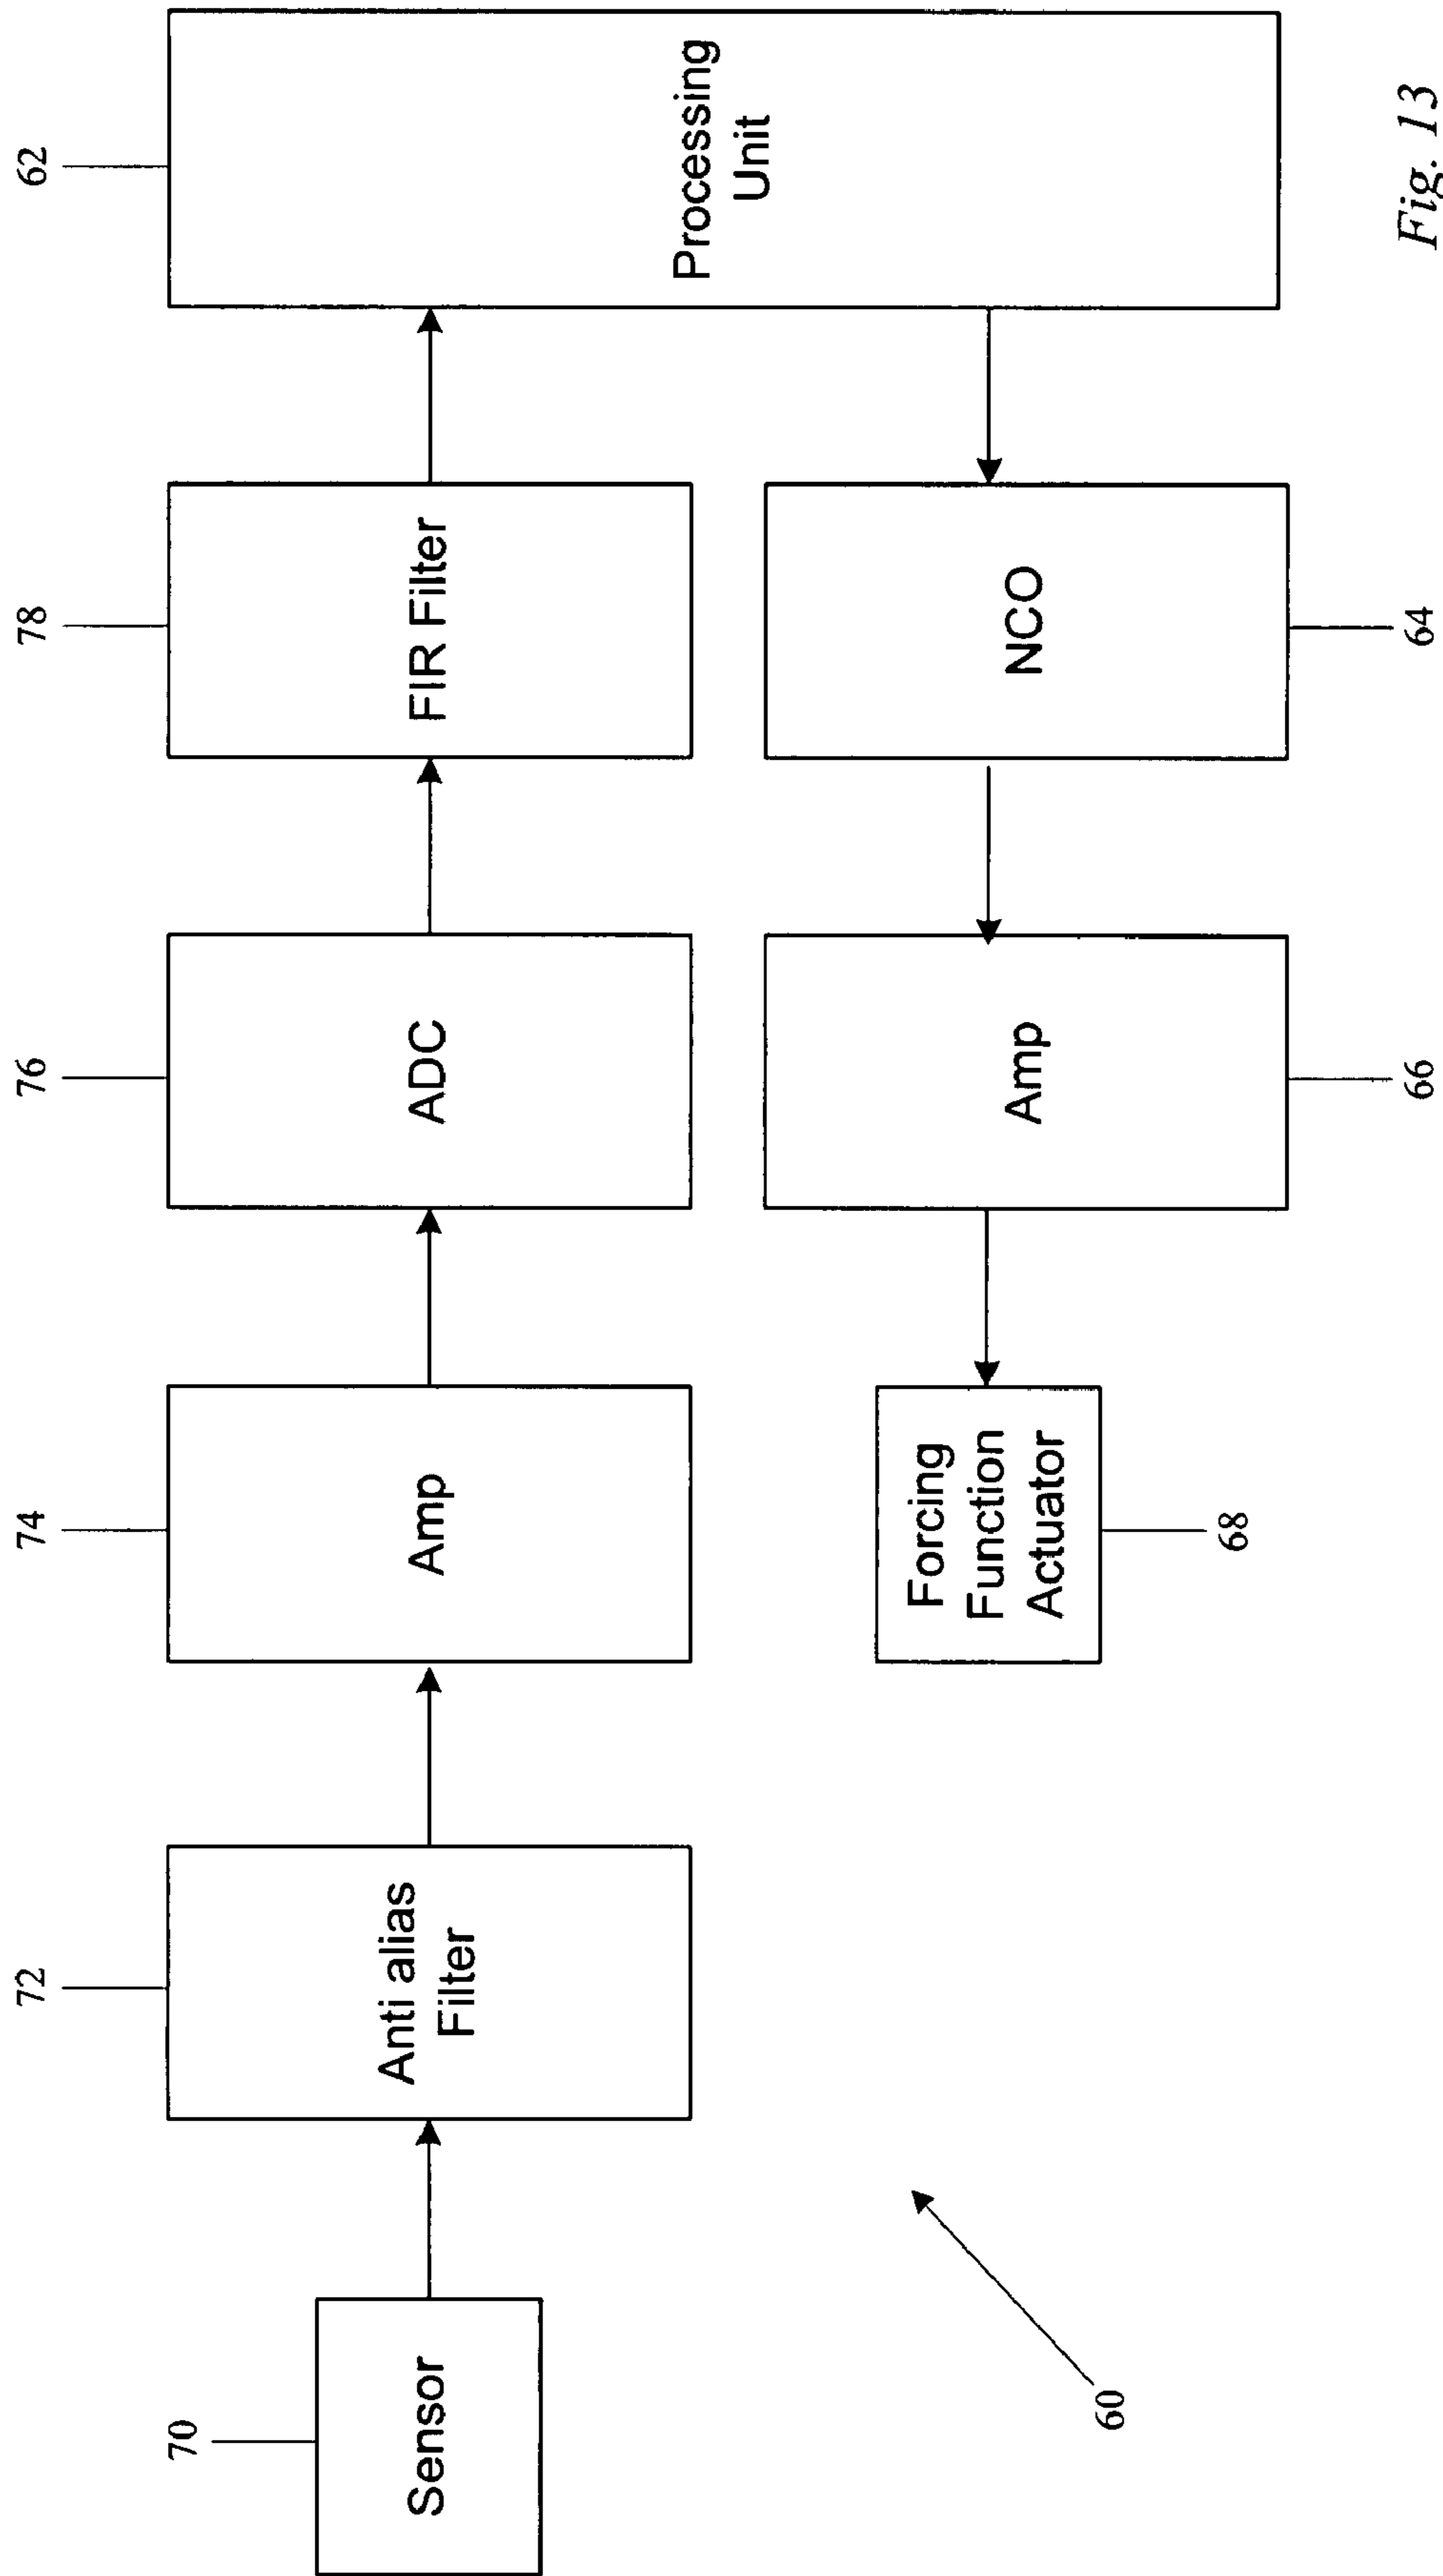 70
72
74
76
78
62
Sensor
Anti alias
Filter
Amp
ADC
FIR Filter
Processing
Unit
Forcing
Function
Actuator
Amp
NCO
60
68
66
64
Fig. 13